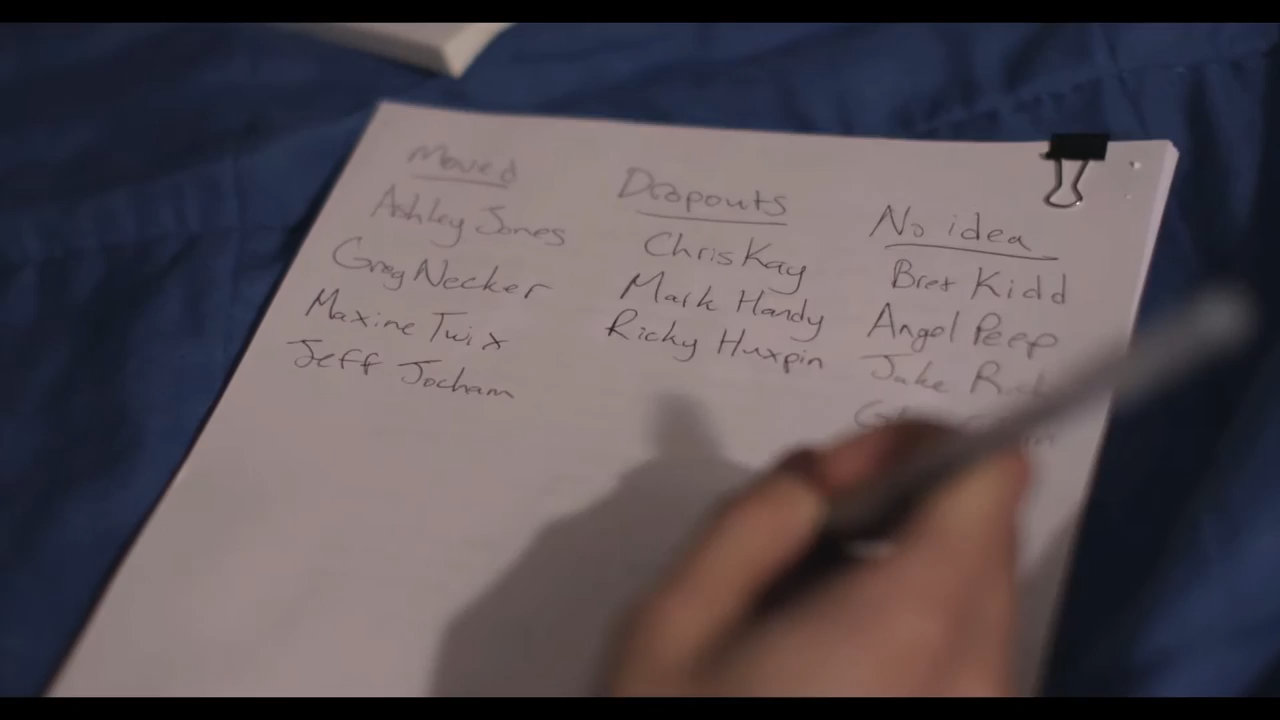 Moved
Ashley Jones
Greg Necker
Maxine Twix
Jeff Jocham
Dropouts
Chris Kay
Mark Handy
Ricky Huxpin
No idea
Bret Kidd
Angel Peep
Jake